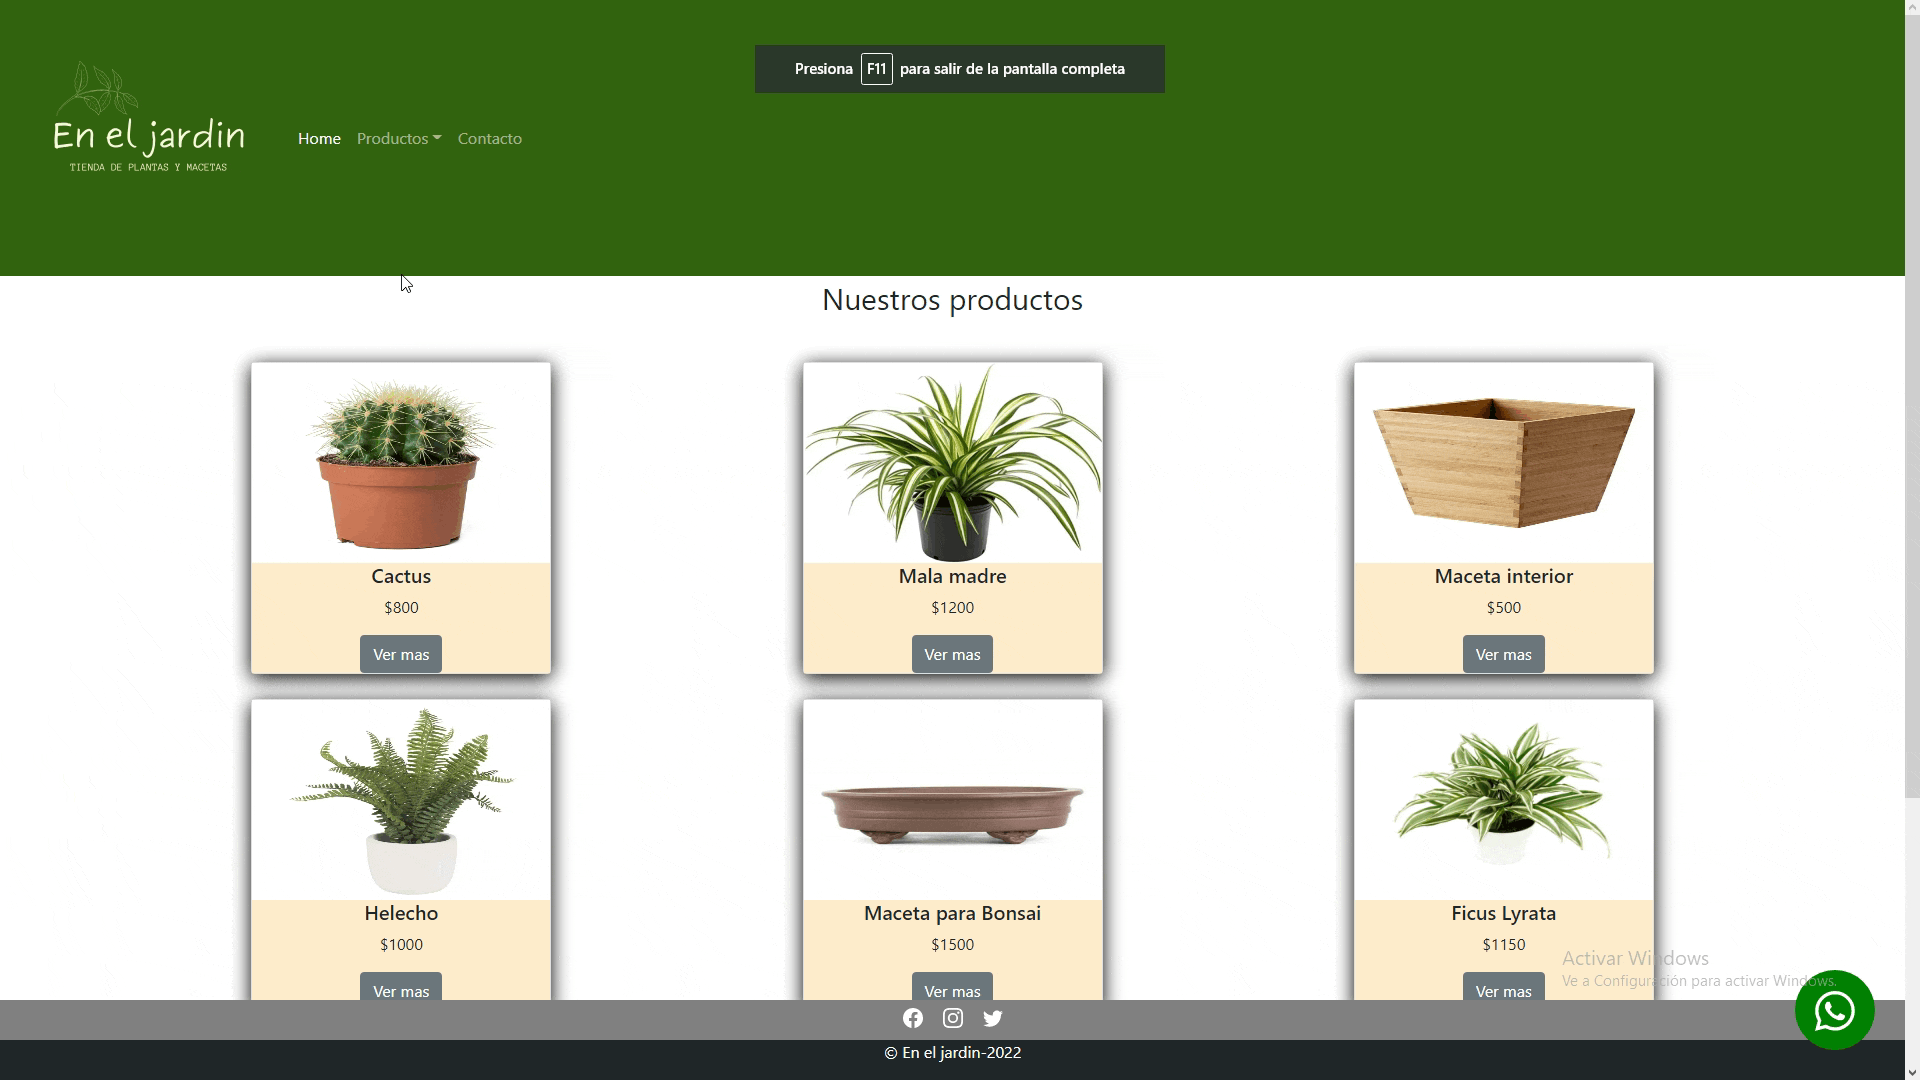 Presiona F11 para salir de la pantalla completa
En el jardin
TIENDA DE PLANTAS Y MACETAS
Home Productos Contacto
Nuestros productos
Cactus
$800
Ver mas
Mala madre
$1200
Ver mas
Maceta interior
$500
Ver mas
Helecho
$1000
Ver mas
Maceta para Bonsai
$1500
Ver mas
Ficus Lyrata
$1150
Ver mas
Activar Windows
Ve a Configuración para activar Windows.
© En el jardin-2022